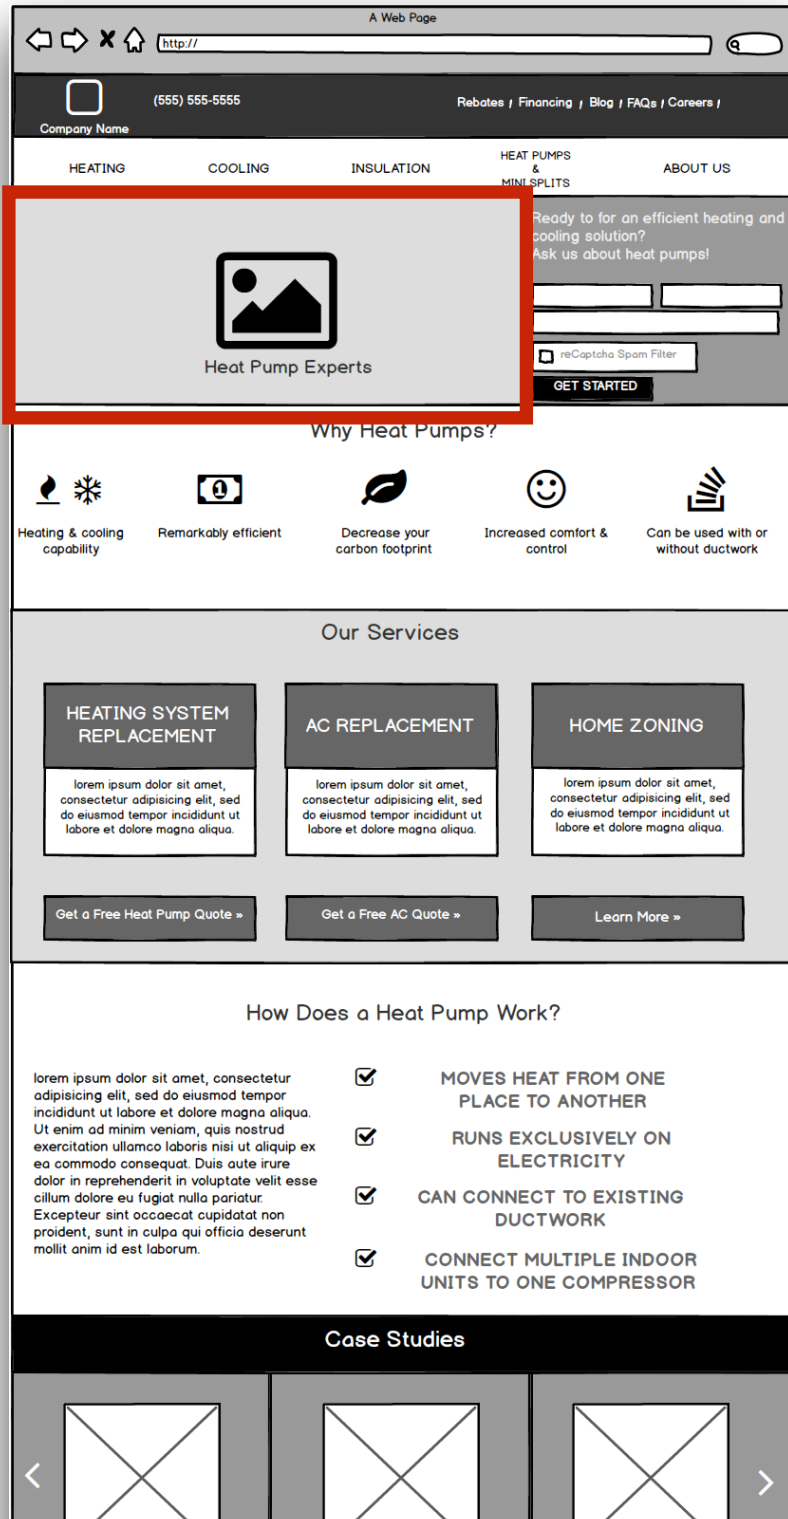 A Web Page
http://
(555) 555-5555
Rebates / Financing / Blog / FAQs / Careers /
Company Name
HEATING
COOLING
INSULATION
HEAT PUMPS
&
MINI SPLITS
ABOUT US
Heat Pump Experts
Ready to for an efficient heating and
cooling solution?
Ask us about heat pumps!
reCaptcha Spam Filter
GET STARTED
Why Heat Pumps?
1
Heating & cooling
capability
Remarkably efficient
Decrease your
carbon footprint
Increased comfort &
control
Can be used with or
without ductwork
Our Services
HEATING SYSTEM
REPLACEMENT
lorem ipsum dolor sit amet,
consectetur adipisicing elit, sed
do eiusmod tempor incididunt ut
labore et dolore magna aliqua.
Get a Free Heat Pump Quote »
AC REPLACEMENT
lorem ipsum dolor sit amet,
consectetur adipisicing elit, sed
do eiusmod tempor incididunt ut
labore et dolore magna aliqua.
Get a Free AC Quote »
HOME ZONING
lorem ipsum dolor sit amet,
consectetur adipisicing elit, sed
do eiusmod tempor incididunt ut
labore et dolore magna aliqua.
Learn More »
How Does a Heat Pump Work?
lorem ipsum dolor sit amet, consectetur
adipisicing elit, sed do eiusmod tempor
incididunt ut labore et dolore magna aliqua.
Ut enim ad minim veniam, quis nostrud
exercitation ullamco laboris nisi ut aliquip ex
ea commodo consequat. Duis aute irure
dolor in reprehenderit in voluptate velit esse
cillum dolore eu fugiat nulla pariatur.
Excepteur sint occaecat cupidatat non
proident, sunt in culpa qui officia deserunt
mollit anim id est laborum.
MOVES HEAT FROM ONE
PLACE TO ANOTHER
RUNS EXCLUSIVELY ON
ELECTRICITY
CAN CONNECT TO EXISTING
DUCTWORK
CONNECT MULTIPLE INDOOR
UNITS TO ONE COMPRESSOR
Case Studies